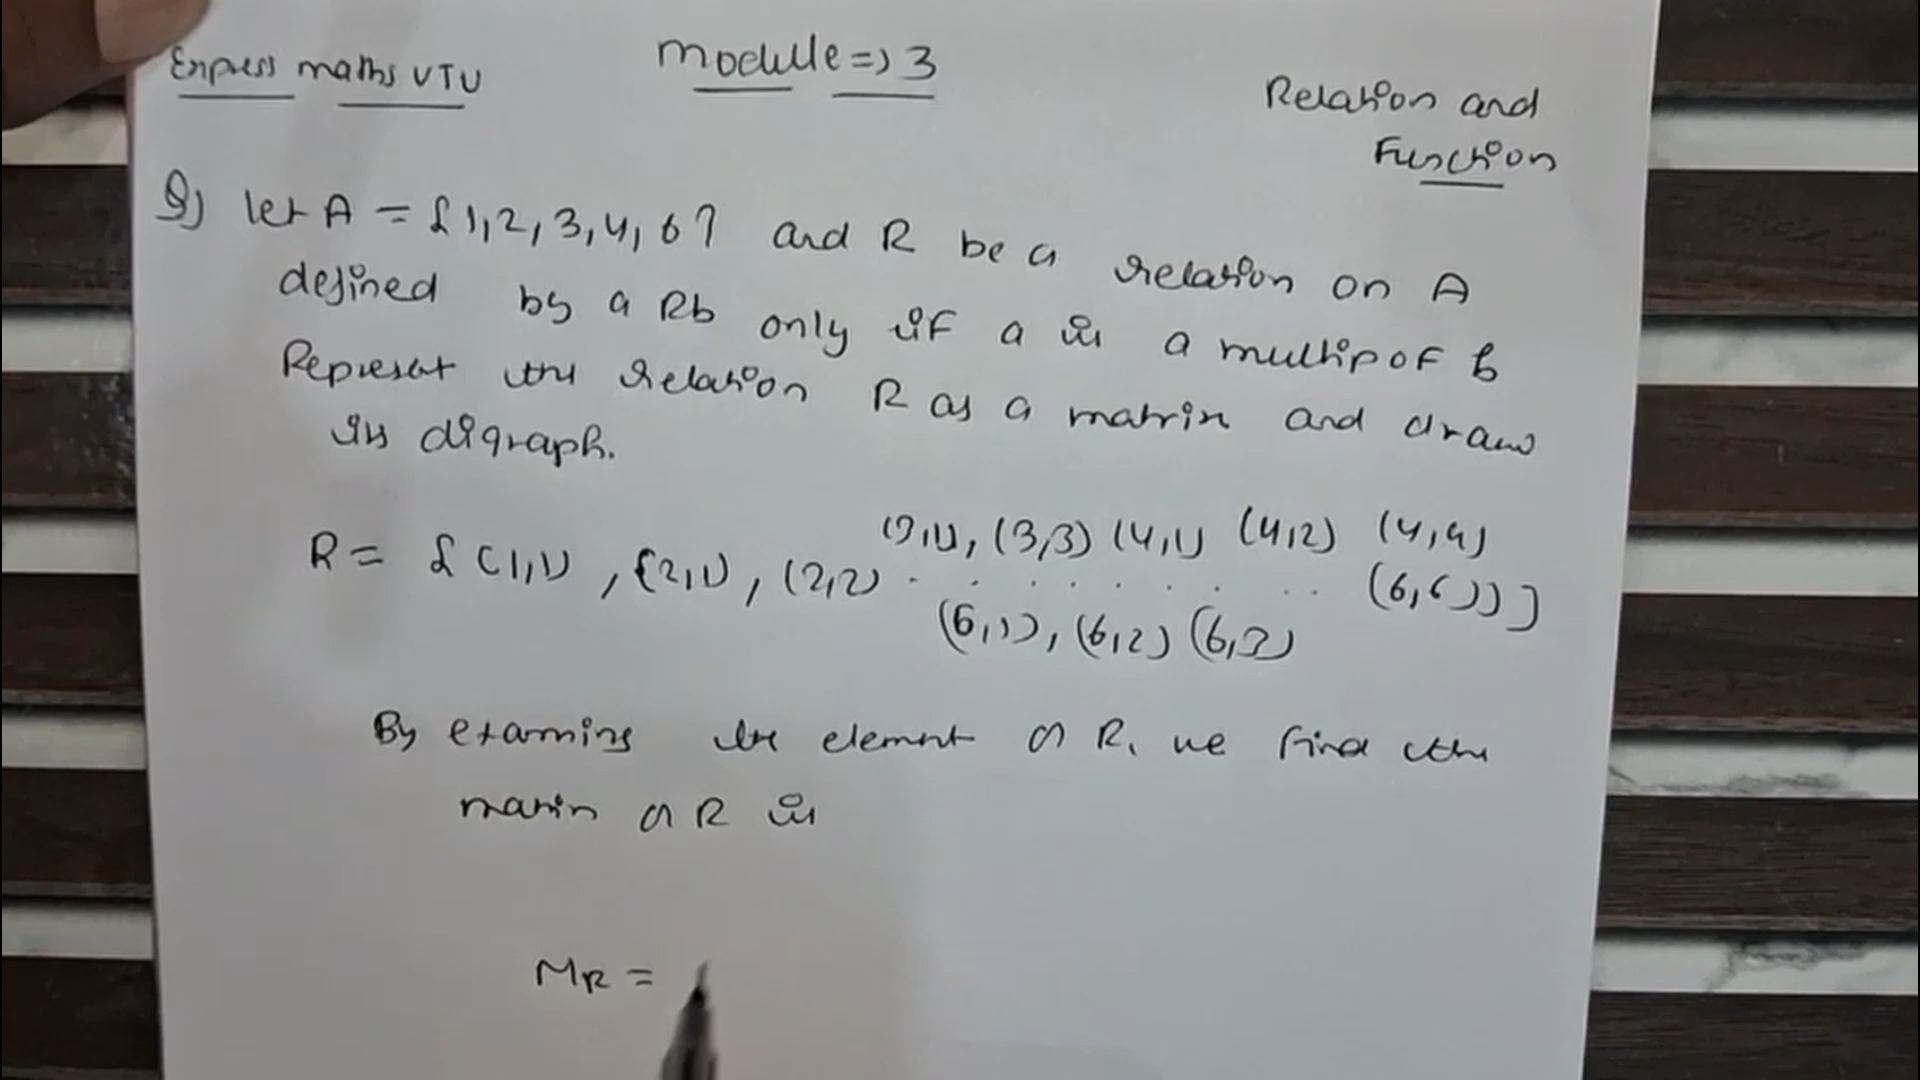 Express maths VTU
module => 3
Relation and
Function
Q) let A = {1,2,3,4,6} and R be a relation on A
defined by a Rb only if a is a multip of b
Represent the relation R as a matrix and draw
its digraph.
(3,1), (3,3) (4,1) (4,2) (4,4)
R = { (1,1) , (2,1) , (2,2) . . . . . . . . (6,6)) }
(6,1), (6,2) (6,3)
By examing the element of R, we find the
matrix of R is
MR =